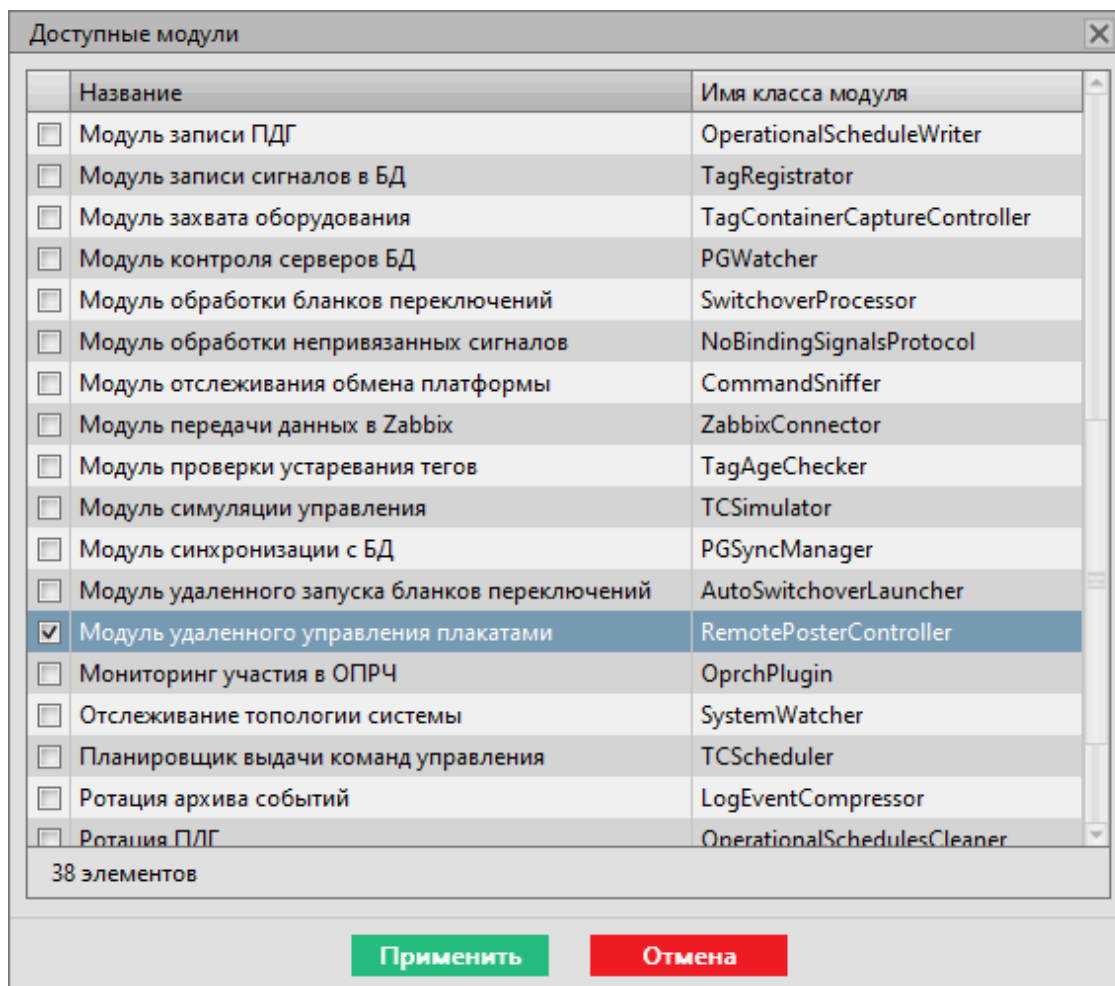 Доступные модули
Название Имя класса модуля
Модуль записи ПДГ OperationalScheduleWriter
Модуль записи сигналов в БД TagRegistrator
Модуль захвата оборудования TagContainerCaptureController
Модуль контроля серверов БД PGWatcher
Модуль обработки бланков переключений SwitchoverProcessor
Модуль обработки непривязанных сигналов NoBindingSignalsProtocol
Модуль отслеживания обмена платформы CommandSniffer
Модуль передачи данных в Zabbix ZabbixConnector
Модуль проверки устаревания тегов TagAgeChecker
Модуль симуляции управления TCSimulator
Модуль синхронизации с БД PGSyncManager
Модуль удаленного запуска бланков переключений AutoSwitchoverLauncher
Модуль удаленного управления плакатами RemotePosterController
Мониторинг участия в ОПРЧ OprchPlugin
Отслеживание топологии системы SystemWatcher
Планировщик выдачи команд управления TCScheduler
Ротация архива событий LogEventCompressor
Ротация ПДГ OperationalSchedulesCleaner
38 элементов
Применить Отмена